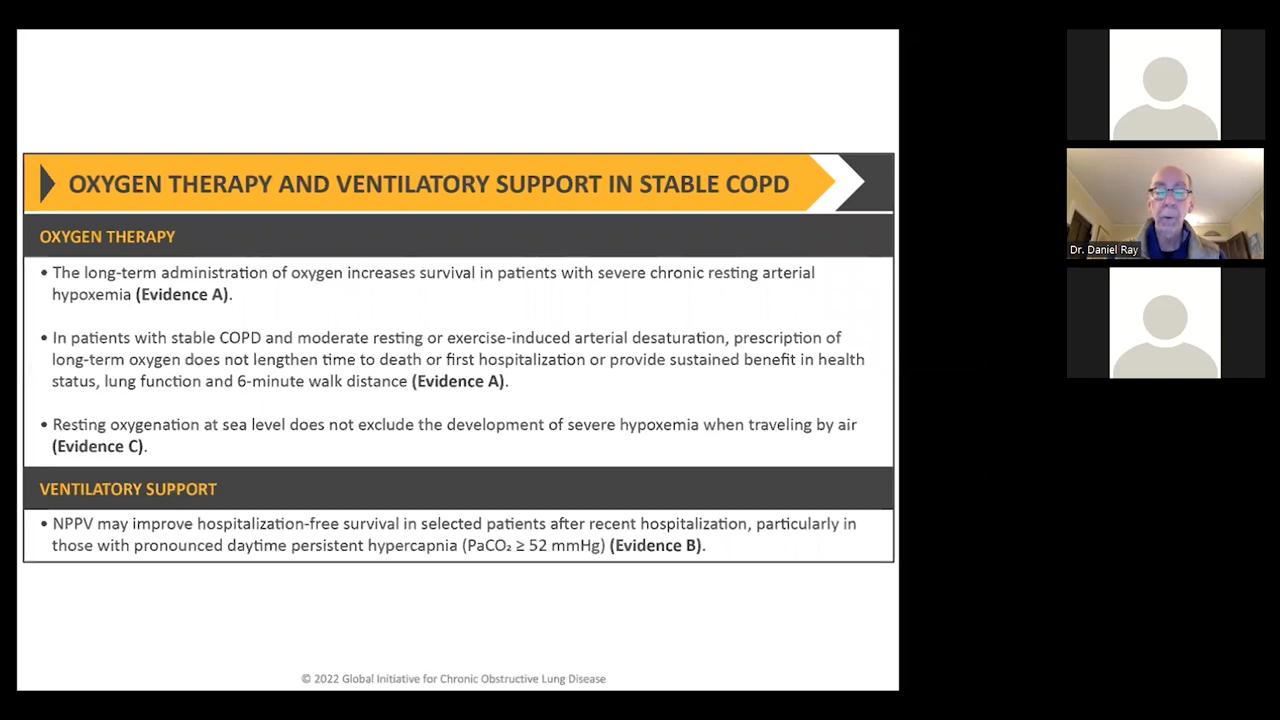 OXYGEN THERAPY AND VENTILATORY SUPPORT IN STABLE COPD
OXYGEN THERAPY
• The long-term administration of oxygen increases survival in patients with severe chronic resting arterial
hypoxemia (Evidence A).
• In patients with stable COPD and moderate resting or exercise-induced arterial desaturation, prescription of
long-term oxygen does not lengthen time to death or first hospitalization or provide sustained benefit in health
status, lung function and 6-minute walk distance (Evidence A).
• Resting oxygenation at sea level does not exclude the development of severe hypoxemia when traveling by air
(Evidence C).
VENTILATORY SUPPORT
• NPPV may improve hospitalization-free survival in selected patients after recent hospitalization, particularly in
those with pronounced daytime persistent hypercapnia (PaCO₂ ≥ 52 mmHg) (Evidence B).
© 2022 Global Initiative for Chronic Obstructive Lung Disease
Dr. Daniel Ray